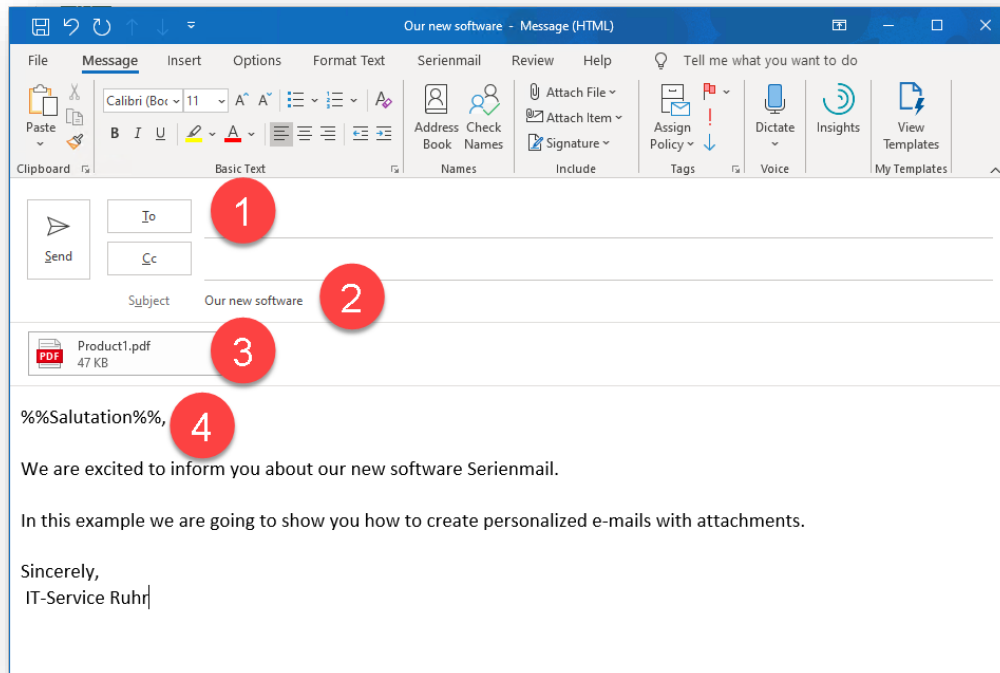 Our new software - Message (HTML)
File Message Insert Options Format Text Serienmail Review Help Tell me what you want to do
Paste
Calibri (Boc 11
B I U A
Address Book
Check Names
Attach File
Attach Item
Signature
Assign Policy
Dictate
Insights
View Templates
Clipboard Basic Text Names Include Tags Voice My Templates
Send
To
1
Cc
Subject Our new software
2
PDF
Product1.pdf
47 KB
3
%%Salutation%%,
4
We are excited to inform you about our new software Serienmail.
In this example we are going to show you how to create personalized e-mails with attachments.
Sincerely,
IT-Service Ruhr